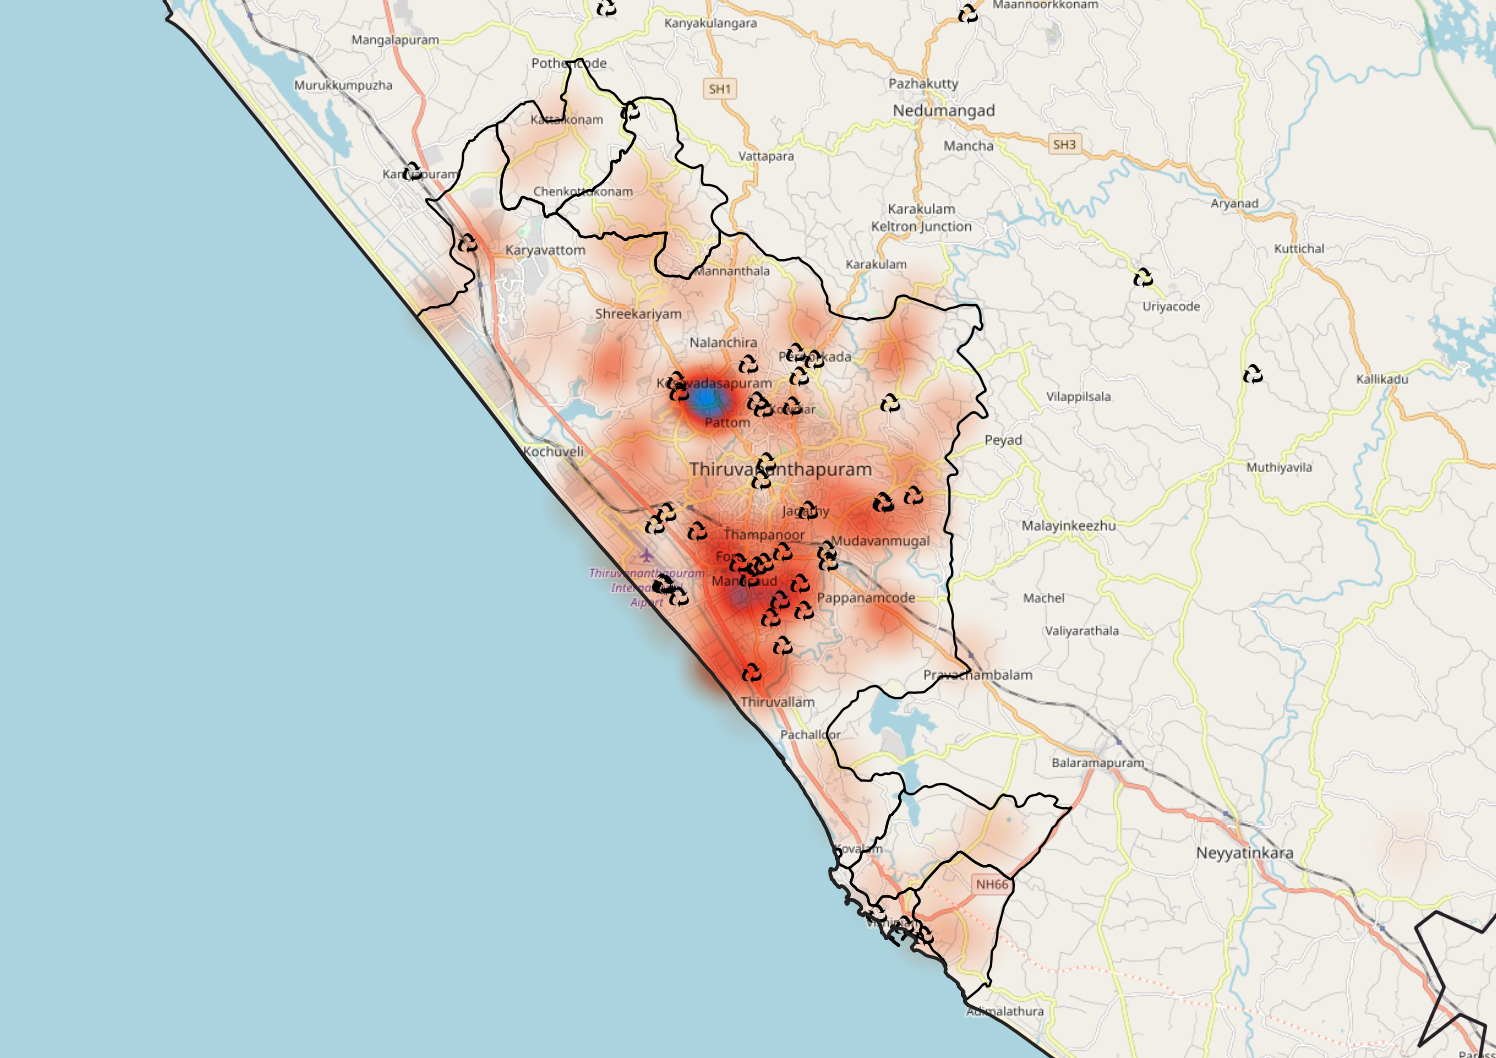 Maannoorkkonam
Kanyakulangara
Mangalapuram
Pothencode
Murukkumpuzha
SH1
Pazhakutty
Nedumangad
Kattaikonam
Mancha
SH3
Vattapara
Kaniyapuram
Chenkottukonam
Aryanad
Karakulam
Keltron Junction
Karyavattom
Kuttichal
Mannanthala
Karakulam
Uriyacode
Shreekariyam
Nalanchira
Peroorkada
Kallikadu
Kesavadasapuram
Vilappilsala
Kowdiar
Pattom
Peyad
Kochuveli
Thiruvananthapuram
Muthiyavila
Jagathy
Malayinkeezhu
Thampanoor
Mudavanmugal
Fort
Thiruvananthapuram
International
Aiport
Manacaud
Pappanamcode
Machel
Valiyarathala
Pravachambalam
Thiruvallam
Pachalloor
Balaramapuram
Kovalam
Neyyatinkara
NH66
Vizhinjam
Adimalathura